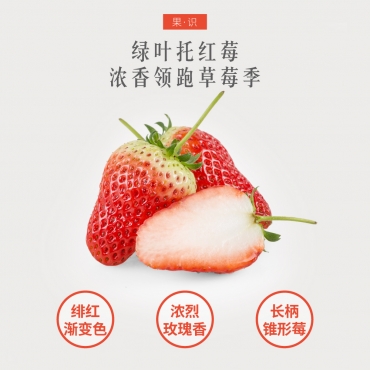 果·识
绿叶托红莓
浓香领跑草莓季
绯红
渐变色
浓烈
玫瑰香
长柄
锥形莓